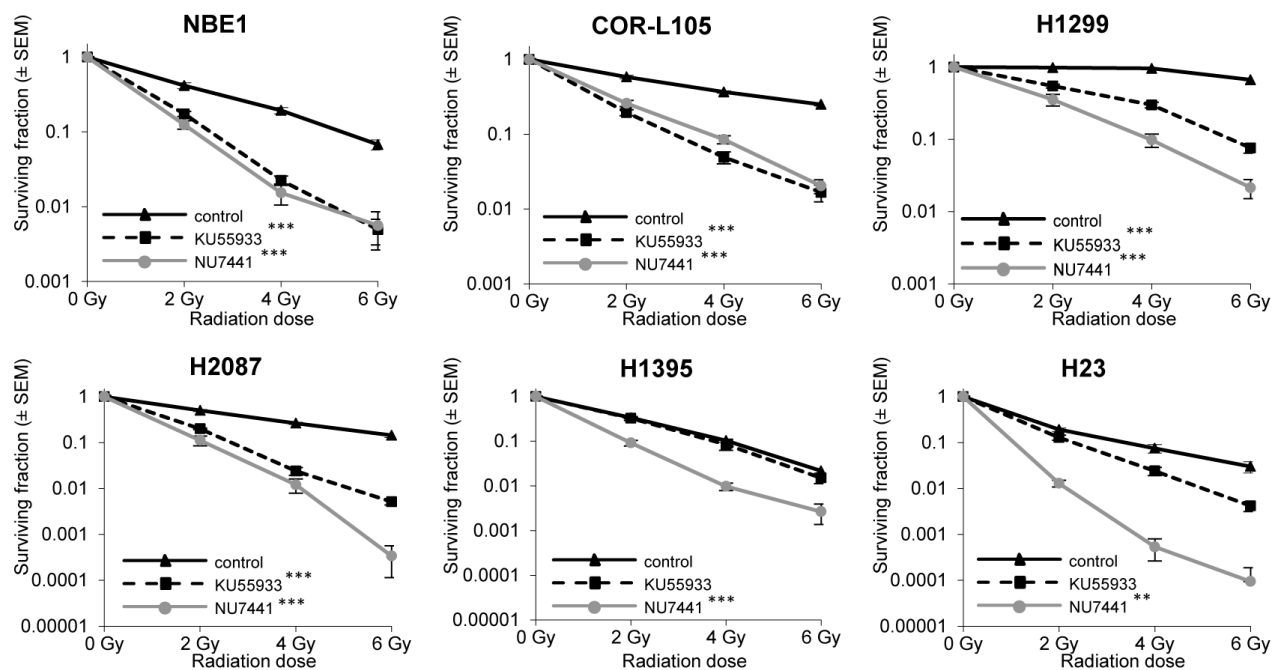 NBE1
Surviving fraction (± SEM)
1
0.1
0.01
0.001
control
KU55933 ***
NU7441 ***
0 Gy 2 Gy 4 Gy 6 Gy
Radiation dose
COR-L105
Surviving fraction (± SEM)
1
0.1
0.01
0.001
control
KU55933 ***
NU7441 ***
0 Gy 2 Gy 4 Gy 6 Gy
Radiation dose
H1299
Surviving fraction (± SEM)
1
0.1
0.01
0.001
control
KU55933 ***
NU7441 ***
0 Gy 2 Gy 4 Gy 6 Gy
Radiation dose
H2087
Surviving fraction (± SEM)
1
0.1
0.01
0.001
0.0001
0.00001
control
KU55933 ***
NU7441 ***
0 Gy 2 Gy 4 Gy 6 Gy
Radiation dose
H1395
Surviving fraction (± SEM)
1
0.1
0.01
0.001
0.0001
0.00001
control
KU55933
NU7441 ***
0 Gy 2 Gy 4 Gy 6 Gy
Radiation dose
H23
Surviving fraction (± SEM)
1
0.1
0.01
0.001
0.0001
0.00001
control
KU55933
NU7441 **
0 Gy 2 Gy 4 Gy 6 Gy
Radiation dose